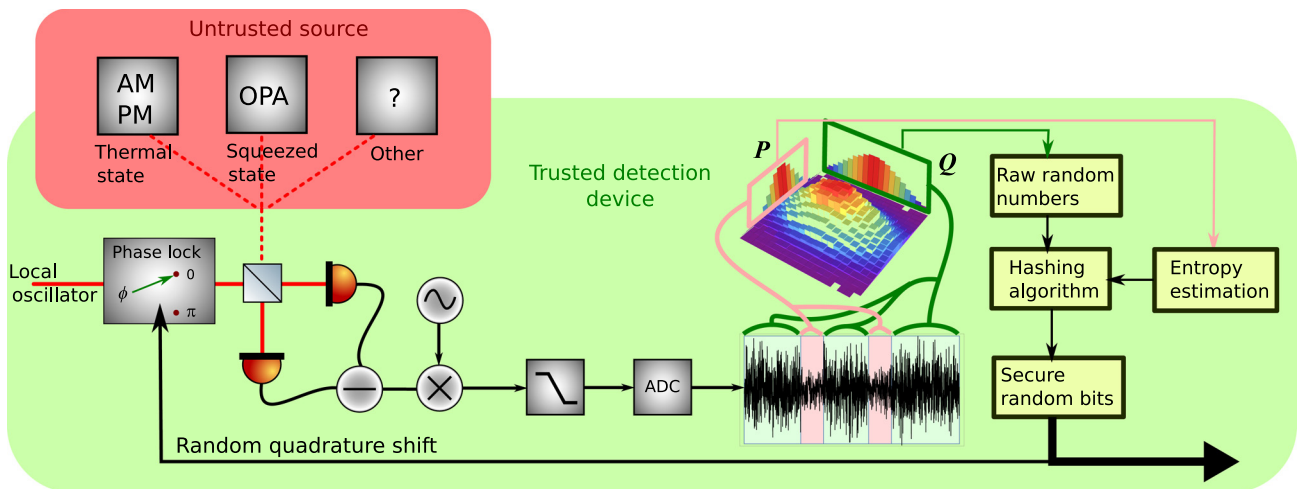 Untrusted source
AM
PM
OPA
?
Thermal
state
Squeezed
state
Other
Trusted detection
device
P
Q
Raw random
numbers
Phase lock
0
ϕ
π
Local
oscillator
Hashing
algorithm
Entropy
estimation
ADC
Secure
random bits
Random quadrature shift